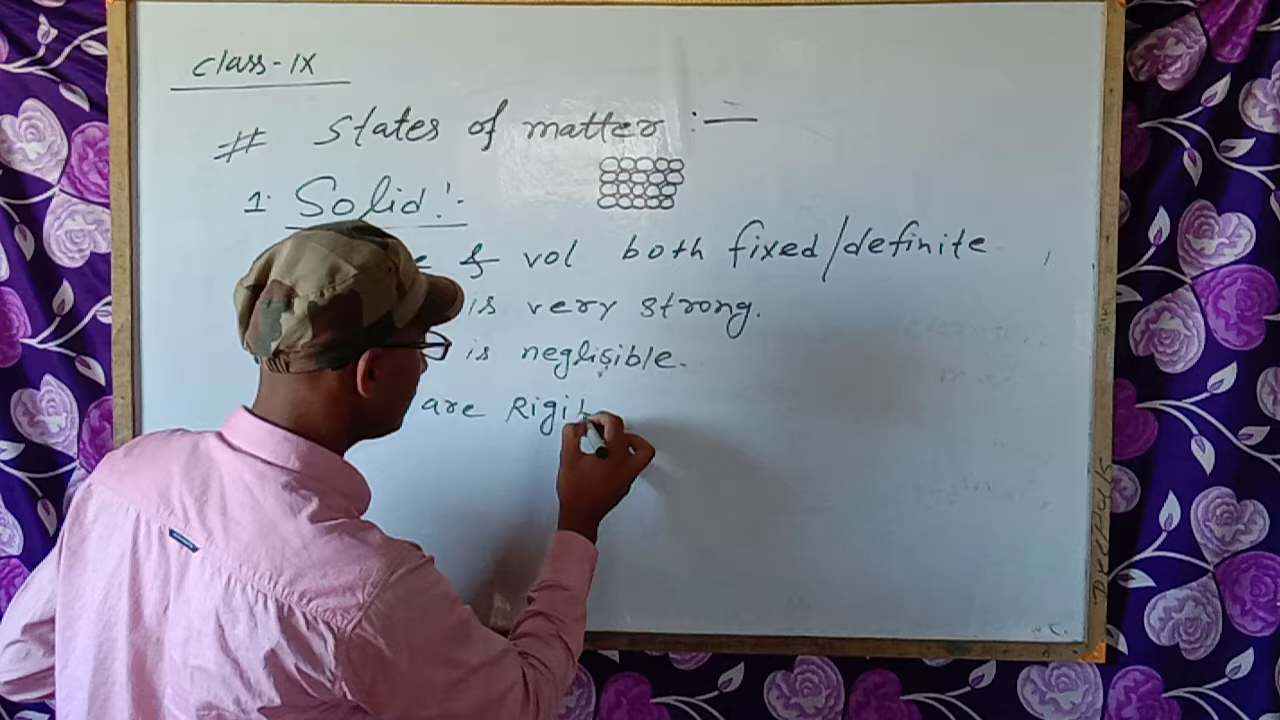 Class-IX
# States of matter :-
1. Solid :-
& vol both fixed/definite
is very strong.
is negligible.
are Rigi